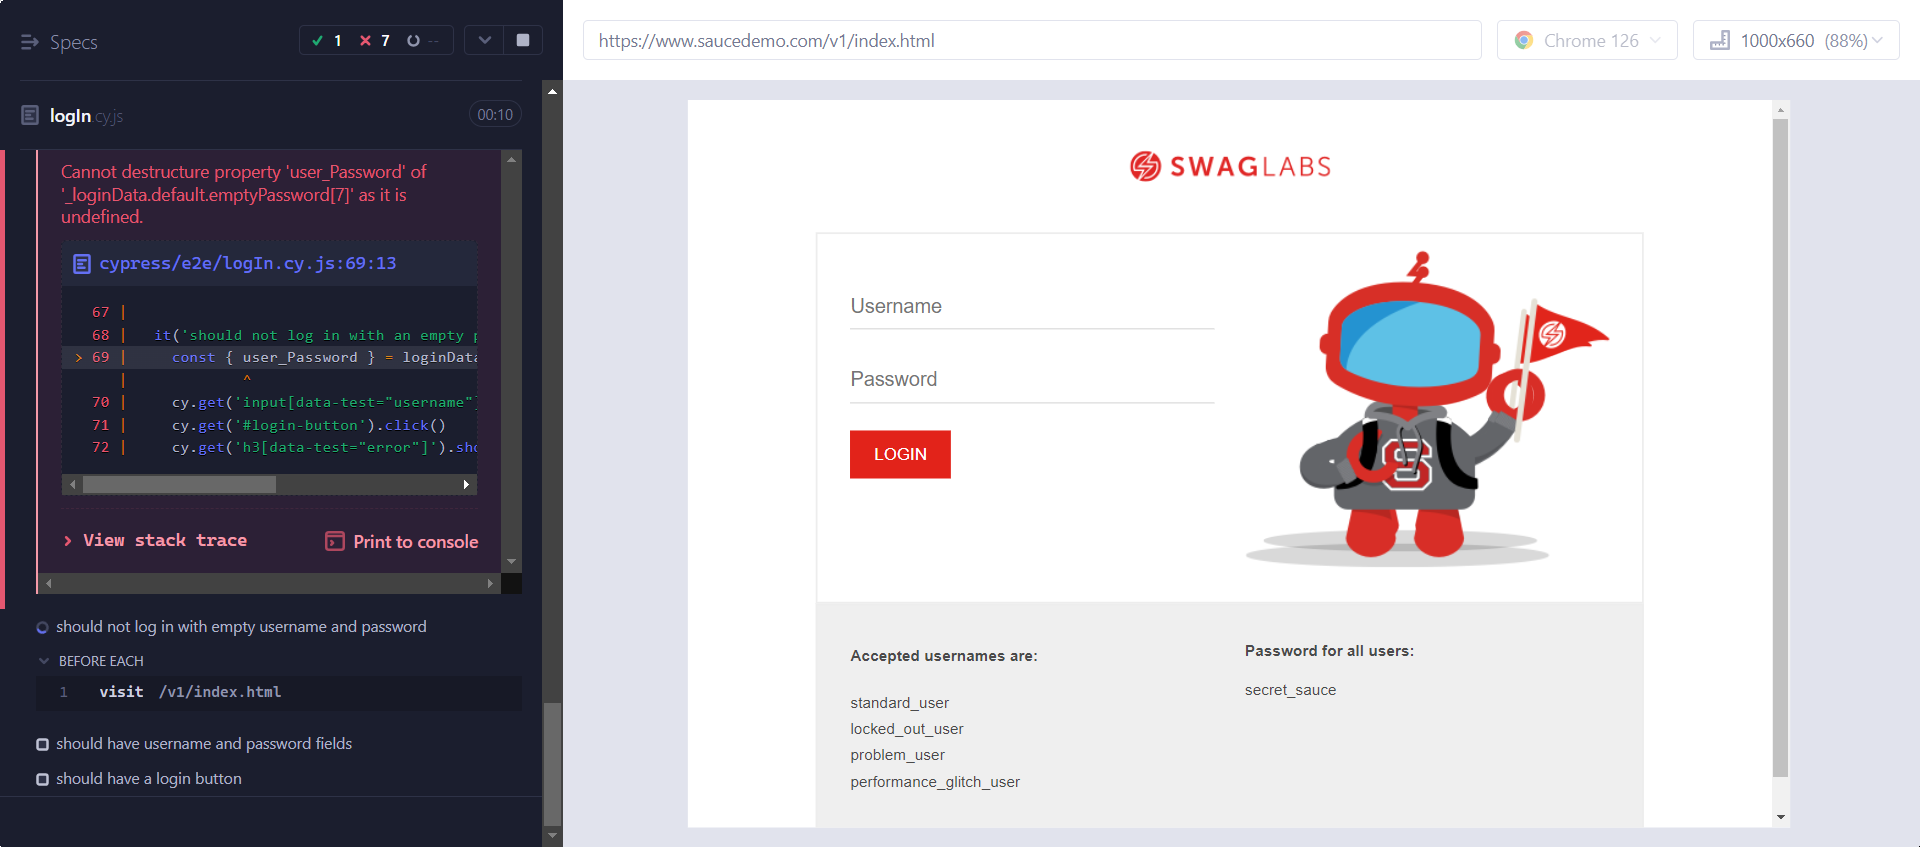 Specs
1 7 --
logIn.cy.js
00:10
Cannot destructure property 'user_Password' of
'_loginData.default.emptyPassword[7]' as it is
undefined.
cypress/e2e/logIn.cy.js:69:13
67 |
68 | it('should not log in with an empty p
> 69 | const { user_Password } = loginData
| ^
70 | cy.get('input[data-test="username"]
71 | cy.get('#login-button').click()
72 | cy.get('h3[data-test="error"]').sho
View stack trace
Print to console
should not log in with empty username and password
BEFORE EACH
1 visit /v1/index.html
should have username and password fields
should have a login button
https://www.saucedemo.com/v1/index.html
Chrome 126
1000x660 (88%)
SWAGLABS
Username
Password
LOGIN
Accepted usernames are:
standard_user
locked_out_user
problem_user
performance_glitch_user
Password for all users:
secret_sauce